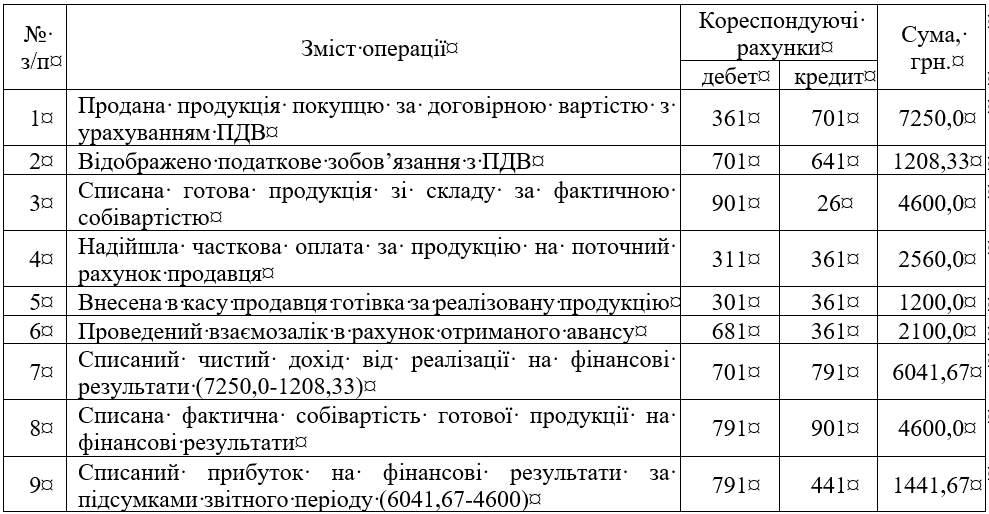 №·
з/п¤
Зміст·операції¤
Кореспондуючі·
рахунки¤
Сума,·
грн.¤
дебет¤ кредит¤
1¤ Продана· продукція· покупцю· за· договірною· вартістю· з·
урахуванням·ПДВ¤ 361¤ 701¤ 7250,0¤
2¤ Відображено·податкове·зобов’язання·з·ПДВ¤ 701¤ 641¤ 1208,33¤
3¤ Списана· готова· продукція· зі· складу· за· фактичною·
собівартістю¤ 901¤ 26¤ 4600,0¤
4¤ Надійшла· часткова· оплата· за· продукцію· на· поточний·
рахунок·продавця¤ 311¤ 361¤ 2560,0¤
5¤ Внесена·в·касу·продавця·готівка·за·реалізовану·продукцію¤ 301¤ 361¤ 1200,0¤
6¤ Проведений·взаємозалік·в·рахунок·отриманого·авансу¤ 681¤ 361¤ 2100,0¤
7¤ Списаний· чистий· дохід· від· реалізації· на· фінансові·
результати·(7250,0-1208,33)¤ 701¤ 791¤ 6041,67¤
8¤ Списана· фактична· собівартість· готової· продукції· на·
фінансові·результати¤ 791¤ 901¤ 4600,0¤
9¤ Списаний· прибуток· на· фінансові· результати· за·
підсумками·звітного·періоду·(6041,67-4600)¤ 791¤ 441¤ 1441,67¤